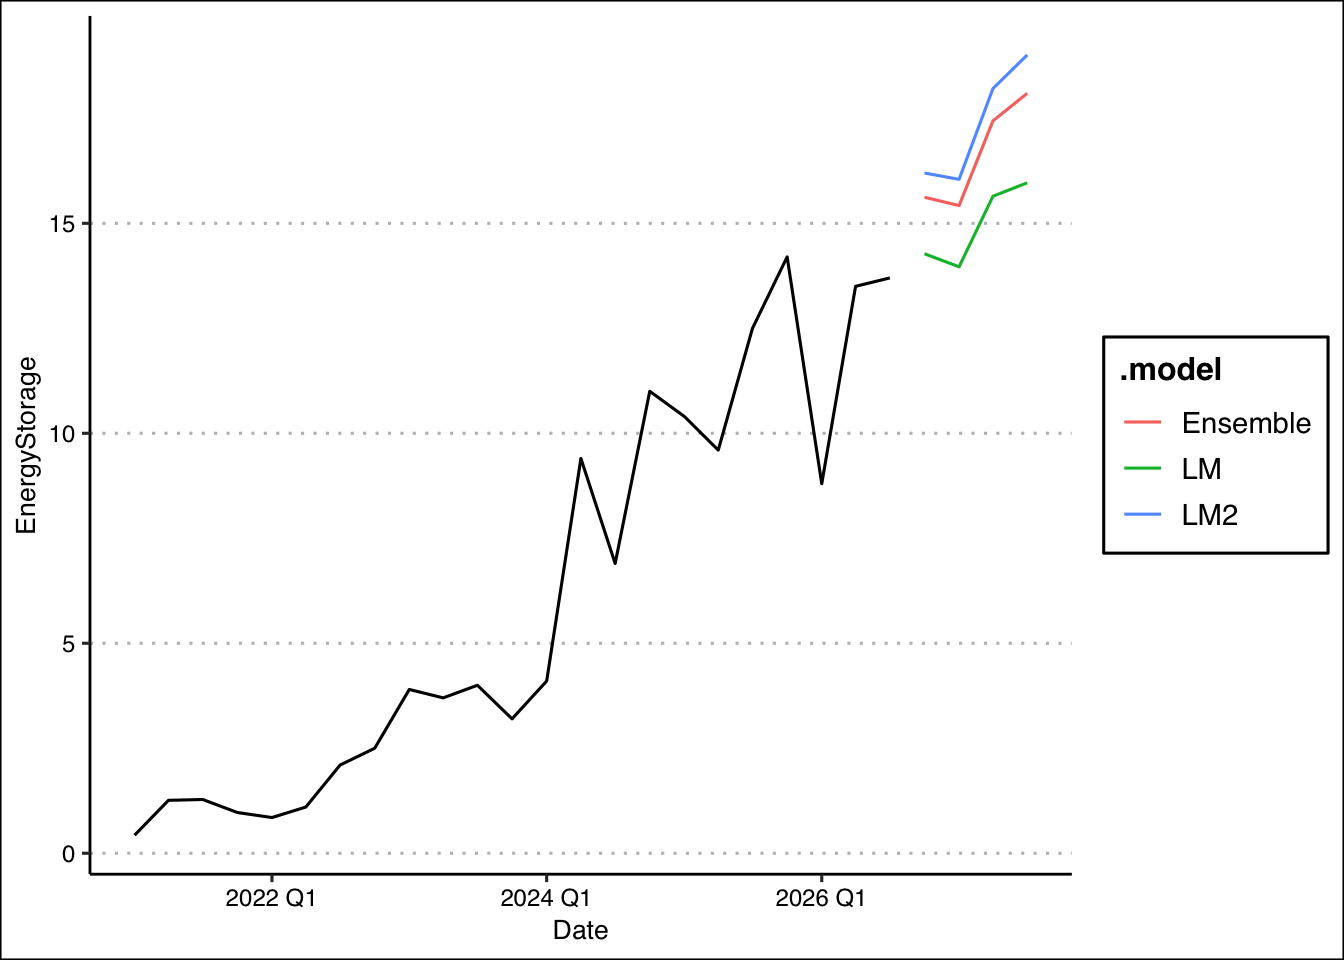 EnergyStorage
15
10
5
0
2022 Q1
2024 Q1
2026 Q1
Date
.model
Ensemble
LM
LM2